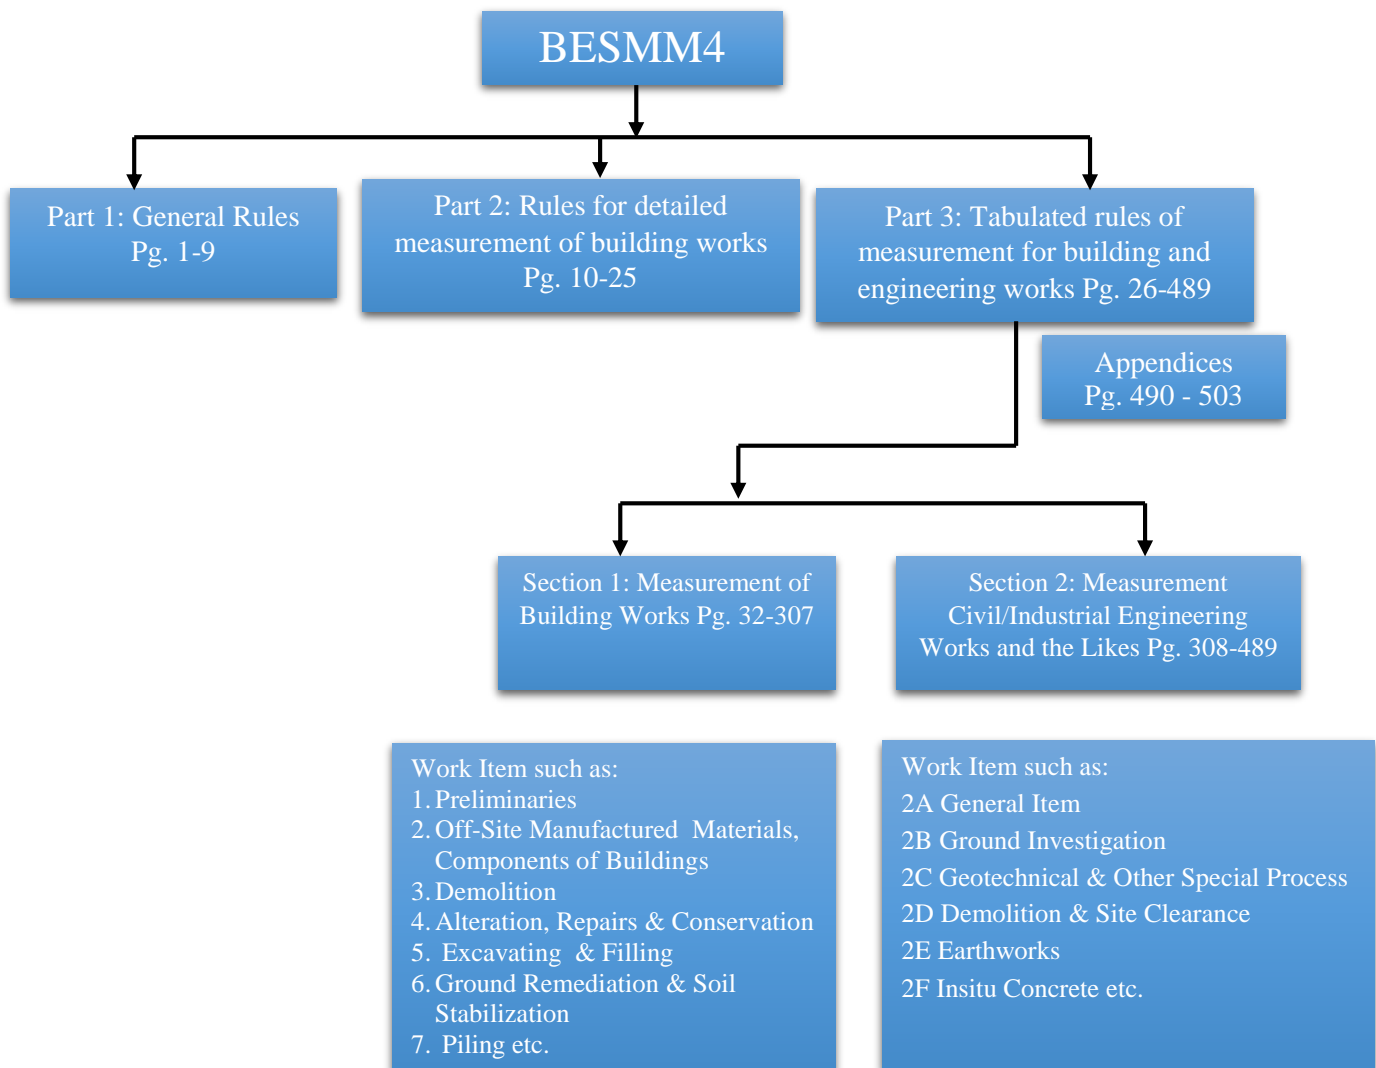 BESMM4
Part 1: General Rules
Pg. 1-9
Part 2: Rules for detailed
measurement of building works
Pg. 10-25
Part 3: Tabulated rules of
measurement for building and
engineering works Pg. 26-489
Appendices
Pg. 490 - 503
Section 1: Measurement of
Building Works Pg. 32-307
Section 2: Measurement
Civil/Industrial Engineering
Works and the Likes Pg. 308-489
Work Item such as:
1. Preliminaries
2. Off-Site Manufactured Materials,
Components of Buildings
3. Demolition
4. Alteration, Repairs & Conservation
5. Excavating & Filling
6. Ground Remediation & Soil
Stabilization
7. Piling etc.
Work Item such as:
2A General Item
2B Ground Investigation
2C Geotechnical & Other Special Process
2D Demolition & Site Clearance
2E Earthworks
2F Insitu Concrete etc.